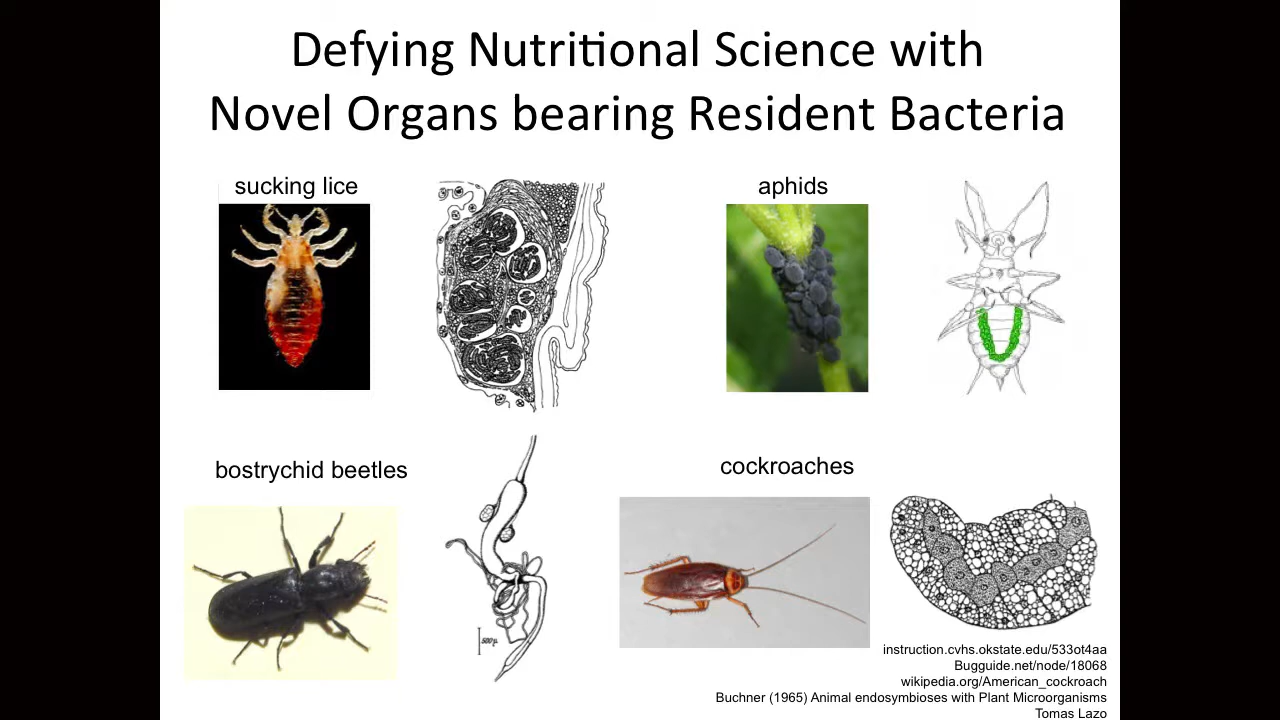 Defying Nutritional Science with
Novel Organs bearing Resident Bacteria
sucking lice
aphids
bostrychid beetles
cockroaches
500 µ
instruction.cvhs.okstate.edu/533ot4aa
Bugguide.net/node/18068
wikipedia.org/American_cockroach
Buchner (1965) Animal endosymbioses with Plant Microorganisms
Tomas Lazo